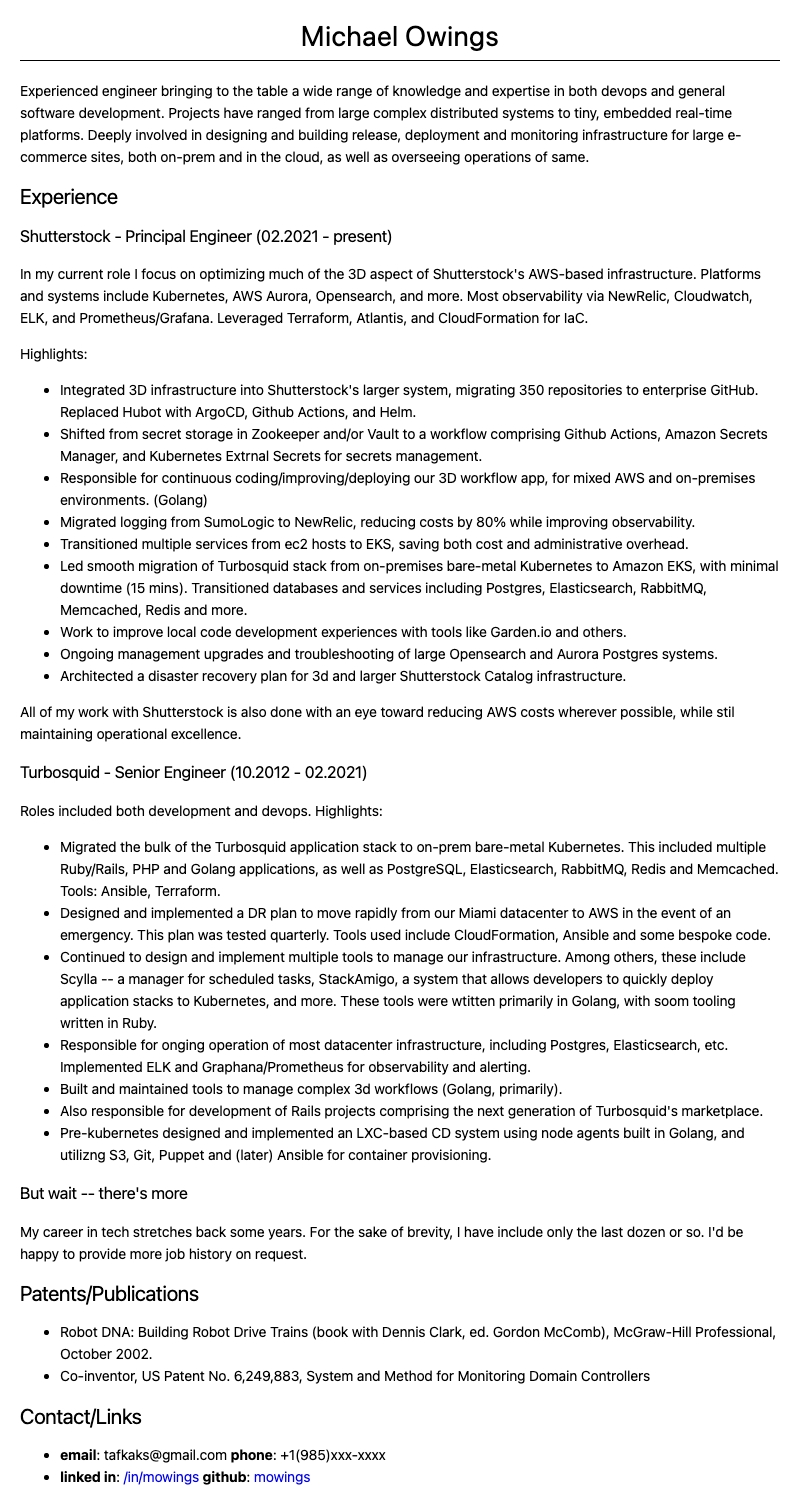 Michael Owings
Experienced engineer bringing to the table a wide range of knowledge and expertise in both devops and general
software development. Projects have ranged from large complex distributed systems to tiny, embedded real-time
platforms. Deeply involved in designing and building release, deployment and monitoring infrastructure for large e-
commerce sites, both on-prem and in the cloud, as well as overseeing operations of same.
Experience
Shutterstock - Principal Engineer (02.2021 - present)
In my current role I focus on optimizing much of the 3D aspect of Shutterstock's AWS-based infrastructure. Platforms
and systems include Kubernetes, AWS Aurora, Opensearch, and more. Most observability via NewRelic, Cloudwatch,
ELK, and Prometheus/Grafana. Leveraged Terraform, Atlantis, and CloudFormation for IaC.
Highlights:
• Integrated 3D infrastructure into Shutterstock's larger system, migrating 350 repositories to enterprise GitHub.
Replaced Hubot with ArgoCD, Github Actions, and Helm.
• Shifted from secret storage in Zookeeper and/or Vault to a workflow comprising Github Actions, Amazon Secrets
Manager, and Kubernetes Extrnal Secrets for secrets management.
• Responsible for continuous coding/improving/deploying our 3D workflow app, for mixed AWS and on-premises
environments. (Golang)
• Migrated logging from SumoLogic to NewRelic, reducing costs by 80% while improving observability.
• Transitioned multiple services from ec2 hosts to EKS, saving both cost and administrative overhead.
• Led smooth migration of Turbosquid stack from on-premises bare-metal Kubernetes to Amazon EKS, with minimal
downtime (15 mins). Transitioned databases and services including Postgres, Elasticsearch, RabbitMQ,
Memcached, Redis and more.
• Work to improve local code development experiences with tools like Garden.io and others.
• Ongoing management upgrades and troubleshooting of large Opensearch and Aurora Postgres systems.
• Architected a disaster recovery plan for 3d and larger Shutterstock Catalog infrastructure.
All of my work with Shutterstock is also done with an eye toward reducing AWS costs wherever possible, while stil
maintaining operational excellence.
Turbosquid - Senior Engineer (10.2012 - 02.2021)
Roles included both development and devops. Highlights:
• Migrated the bulk of the Turbosquid application stack to on-prem bare-metal Kubernetes. This included multiple
Ruby/Rails, PHP and Golang applications, as well as PostgreSQL, Elasticsearch, RabbitMQ, Redis and Memcached.
Tools: Ansible, Terraform.
• Designed and implemented a DR plan to move rapidly from our Miami datacenter to AWS in the event of an
emergency. This plan was tested quarterly. Tools used include CloudFormation, Ansible and some bespoke code.
• Continued to design and implement multiple tools to manage our infrastructure. Among others, these include
Scylla -- a manager for scheduled tasks, StackAmigo, a system that allows developers to quickly deploy
application stacks to Kubernetes, and more. These tools were wtitten primarily in Golang, with soom tooling
written in Ruby.
• Responsible for onging operation of most datacenter infrastructure, including Postgres, Elasticsearch, etc.
Implemented ELK and Graphana/Prometheus for observability and alerting.
• Built and maintained tools to manage complex 3d workflows (Golang, primarily).
• Also responsible for development of Rails projects comprising the next generation of Turbosquid's marketplace.
• Pre-kubernetes designed and implemented an LXC-based CD system using node agents built in Golang, and
utilizng S3, Git, Puppet and (later) Ansible for container provisioning.
But wait -- there's more
My career in tech stretches back some years. For the sake of brevity, I have include only the last dozen or so. I'd be
happy to provide more job history on request.
Patents/Publications
• Robot DNA: Building Robot Drive Trains (book with Dennis Clark, ed. Gordon McComb), McGraw-Hill Professional,
October 2002.
• Co-inventor, US Patent No. 6,249,883, System and Method for Monitoring Domain Controllers
Contact/Links
• email: tafkaks@gmail.com phone: +1(985)xxx-xxxx
• linked in: /in/mowings github: mowings